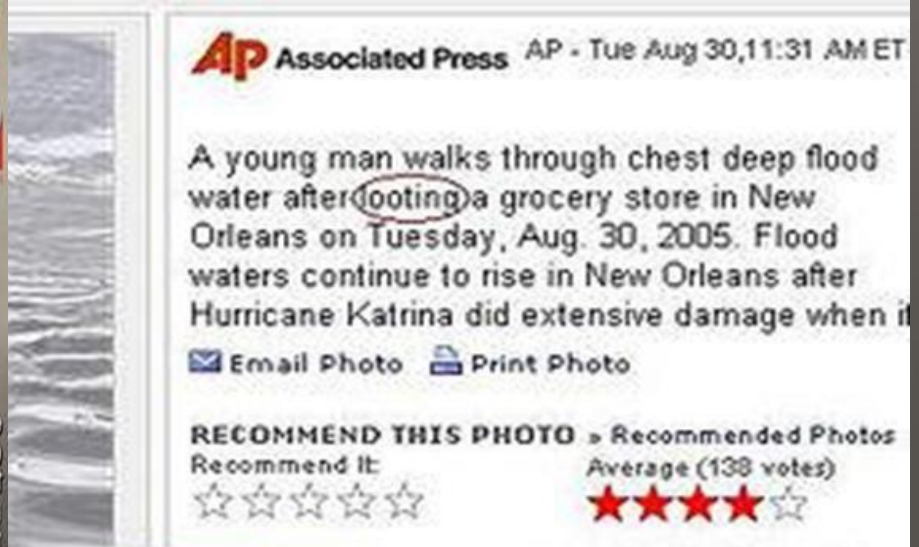 AP Associated Press AP - Tue Aug 30,11:31 AM ET
A young man walks through chest deep flood
water after looting a grocery store in New
Orleans on Tuesday, Aug. 30, 2005. Flood
waters continue to rise in New Orleans after
Hurricane Katrina did extensive damage when
Email Photo Print Photo
RECOMMEND THIS PHOTO » Recommended Photos
Recommend It: Average (138 votes)